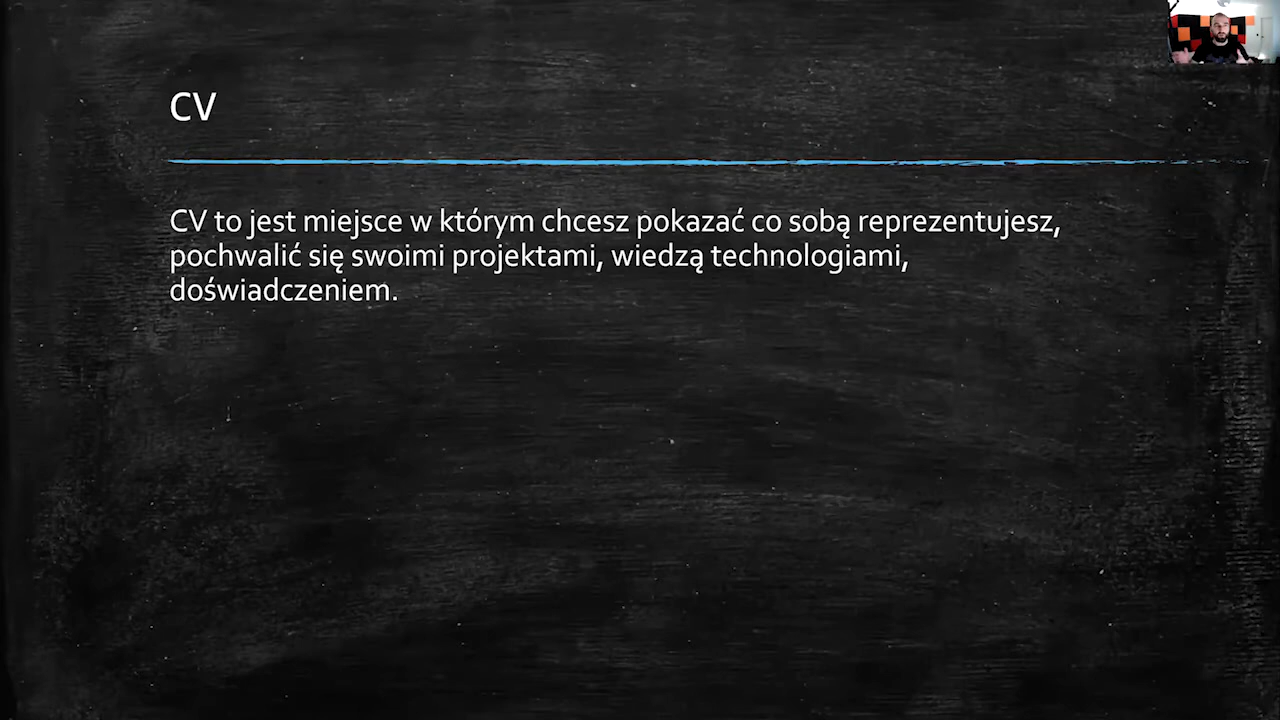 CV
CV to jest miejsce w którym chcesz pokazać co sobą reprezentujesz,
pochwalić się swoimi projektami, wiedzą technologiami,
doświadczeniem.